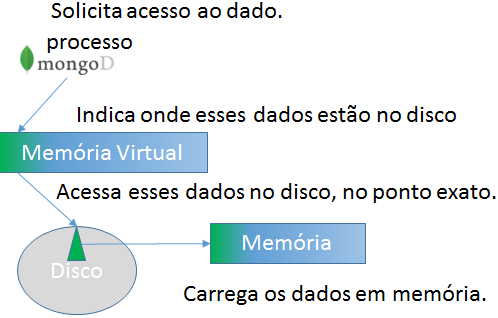 Solicita acesso ao dado.
processo
mongoD
Indica onde esses dados estão no disco
Memória Virtual
Acessa esses dados no disco, no ponto exato.
Memória
Disco
Carrega os dados em memória.